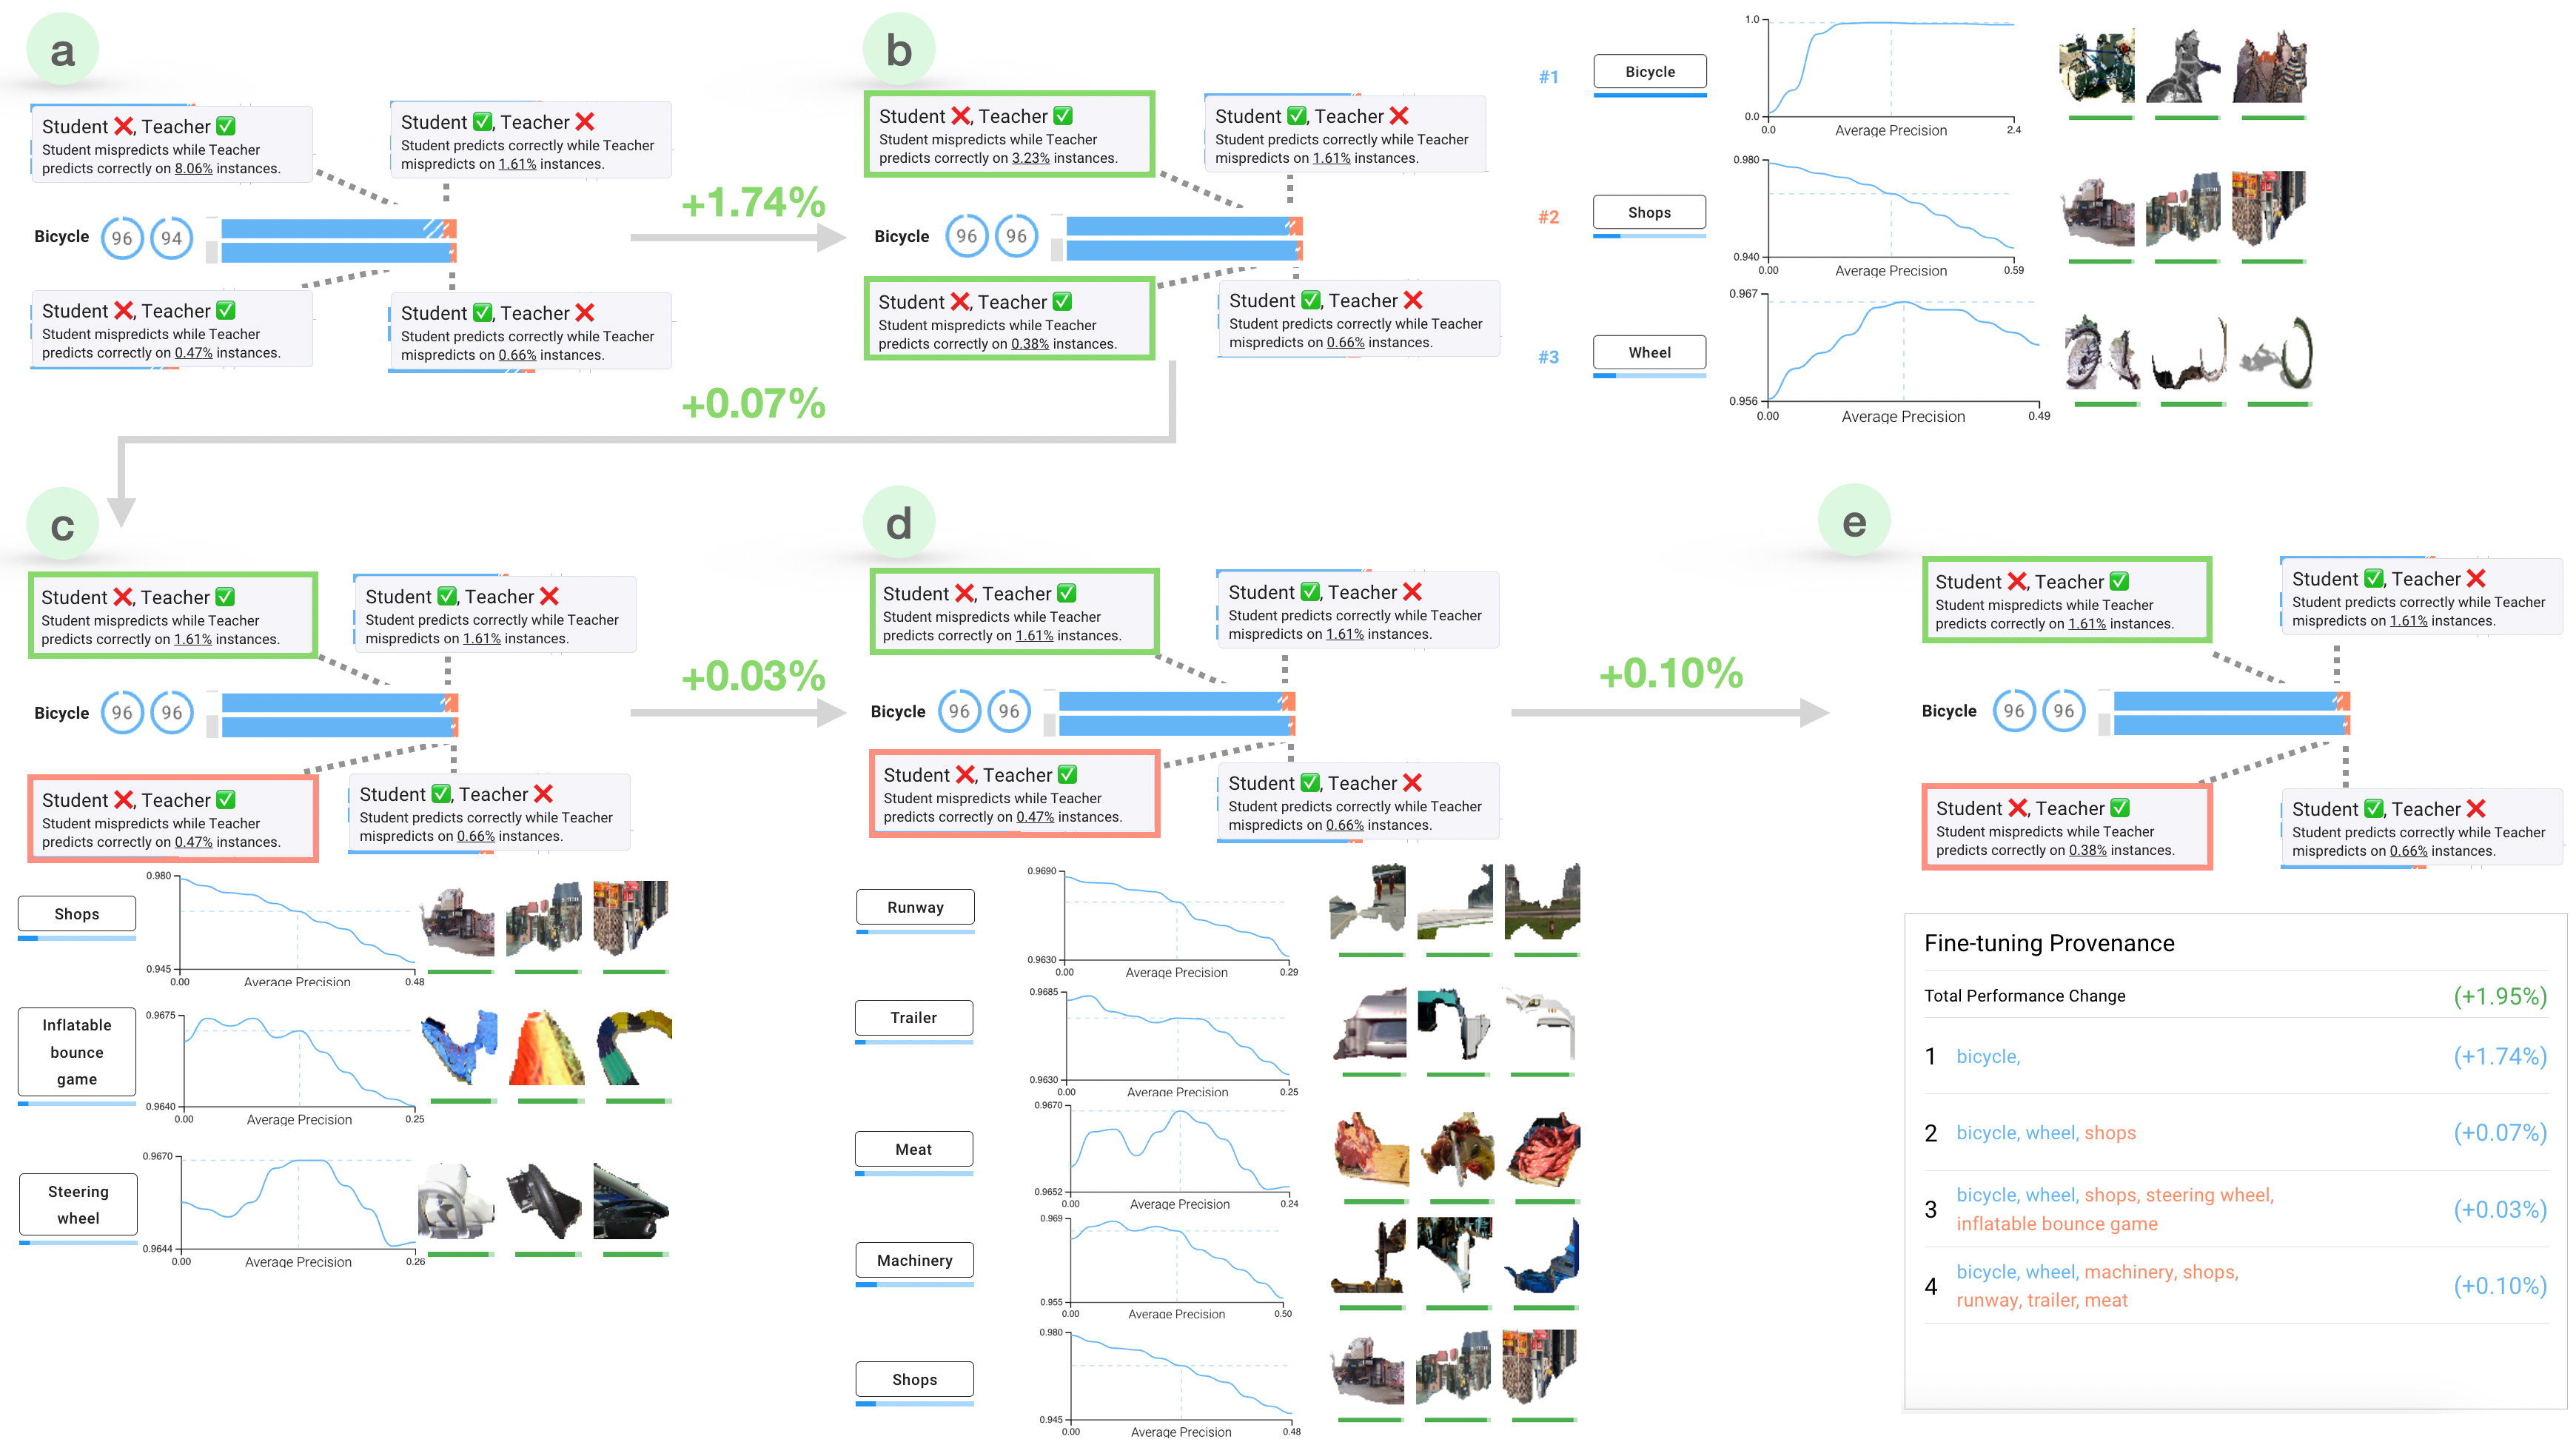 a
Student ❌, Teacher ✅
Student mispredicts while Teacher
predicts correctly on 8.06% instances.
Student ✅, Teacher ❌
Student predicts correctly while Teacher
mispredicts on 1.61% instances.
Bicycle 96 94
Student ❌, Teacher ✅
Student mispredicts while Teacher
predicts correctly on 0.47% instances.
Student ✅, Teacher ❌
Student predicts correctly while Teacher
mispredicts on 0.66% instances.
+1.74%
b
Student ❌, Teacher ✅
Student mispredicts while Teacher
predicts correctly on 3.23% instances.
Student ✅, Teacher ❌
Student predicts correctly while Teacher
mispredicts on 1.61% instances.
Bicycle 96 96
Student ❌, Teacher ✅
Student mispredicts while Teacher
predicts correctly on 0.38% instances.
Student ✅, Teacher ❌
Student predicts correctly while Teacher
mispredicts on 0.66% instances.
#1
Bicycle
1.0
0.0
0.0 Average Precision 2.4
#2
Shops
0.980
0.940
0.00 Average Precision 0.59
#3
Wheel
0.967
0.956
0.00 Average Precision 0.49
+0.07%
c
Student ❌, Teacher ✅
Student mispredicts while Teacher
predicts correctly on 1.61% instances.
Student ✅, Teacher ❌
Student predicts correctly while Teacher
mispredicts on 1.61% instances.
Bicycle 96 96
Student ❌, Teacher ✅
Student mispredicts while Teacher
predicts correctly on 0.47% instances.
Student ✅, Teacher ❌
Student predicts correctly while Teacher
mispredicts on 0.66% instances.
Shops
0.980
0.945
0.00 Average Precision 0.48
Inflatable
bounce
game
0.9675
0.9640
0.00 Average Precision 0.25
Steering
wheel
0.9670
0.9644
0.00 Average Precision 0.26
+0.03%
d
Student ❌, Teacher ✅
Student mispredicts while Teacher
predicts correctly on 1.61% instances.
Student ✅, Teacher ❌
Student predicts correctly while Teacher
mispredicts on 1.61% instances.
Bicycle 96 96
Student ❌, Teacher ✅
Student mispredicts while Teacher
predicts correctly on 0.47% instances.
Student ✅, Teacher ❌
Student predicts correctly while Teacher
mispredicts on 0.66% instances.
Runway
0.9690
0.9630
0.00 Average Precision 0.29
Trailer
0.9685
0.9630
0.00 Average Precision 0.25
Meat
0.9670
0.9652
0.00 Average Precision 0.24
Machinery
0.969
0.955
0.00 Average Precision 0.50
Shops
0.980
0.945
0.00 Average Precision 0.48
+0.10%
e
Student ❌, Teacher ✅
Student mispredicts while Teacher
predicts correctly on 1.61% instances.
Student ✅, Teacher ❌
Student predicts correctly while Teacher
mispredicts on 1.61% instances.
Bicycle 96 96
Student ❌, Teacher ✅
Student mispredicts while Teacher
predicts correctly on 0.38% instances.
Student ✅, Teacher ❌
Student predicts correctly while Teacher
mispredicts on 0.66% instances.
Fine-tuning Provenance
Total Performance Change (+1.95%)
1 bicycle, (+1.74%)
2 bicycle, wheel, shops (+0.07%)
3 bicycle, wheel, shops, steering wheel,
inflatable bounce game (+0.03%)
4 bicycle, wheel, machinery, shops,
runway, trailer, meat (+0.10%)